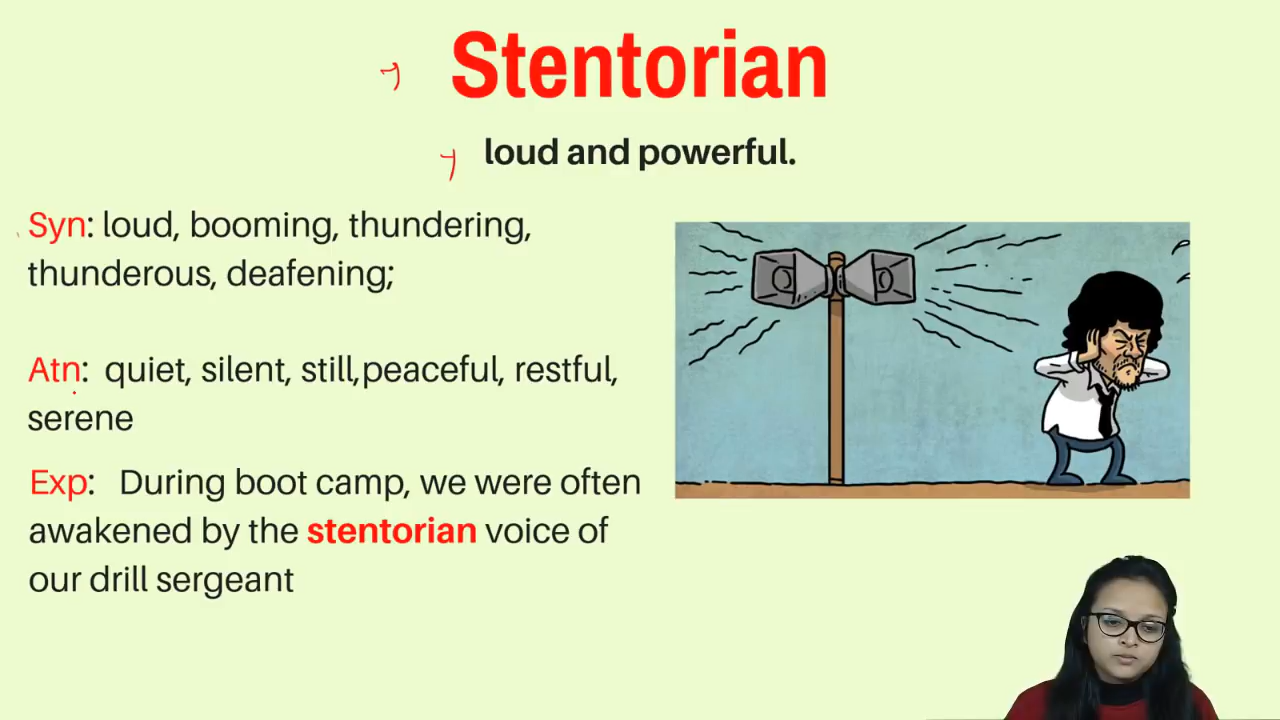 Stentorian
loud and powerful.
Syn: loud, booming, thundering,
thunderous, deafening;
Atn: quiet, silent, still,peaceful, restful,
serene
Exp: During boot camp, we were often
awakened by the stentorian voice of
our drill sergeant